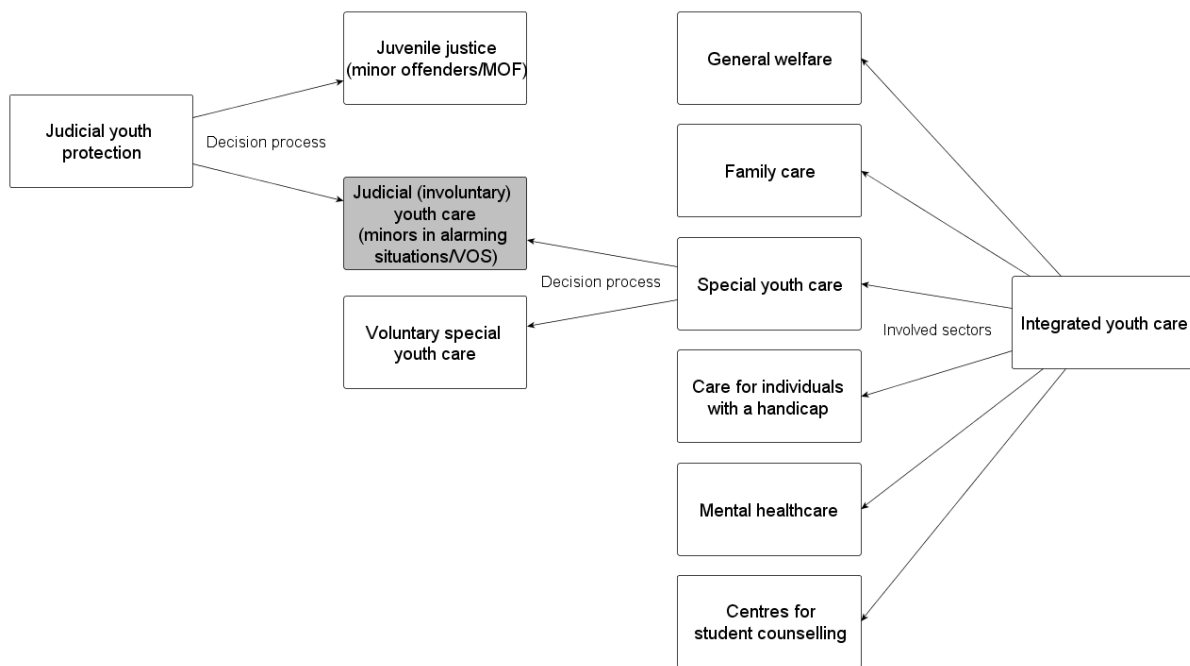 Juvenile justice
(minor offenders/MOF)
General welfare
Judicial youth
protection
Decision process
Family care
Judicial (involuntary)
youth care
(minors in alarming
situations/VOS)
Decision process
Special youth care
Involved sectors
Integrated youth care
Voluntary special
youth care
Care for individuals
with a handicap
Mental healthcare
Centres for
student counselling